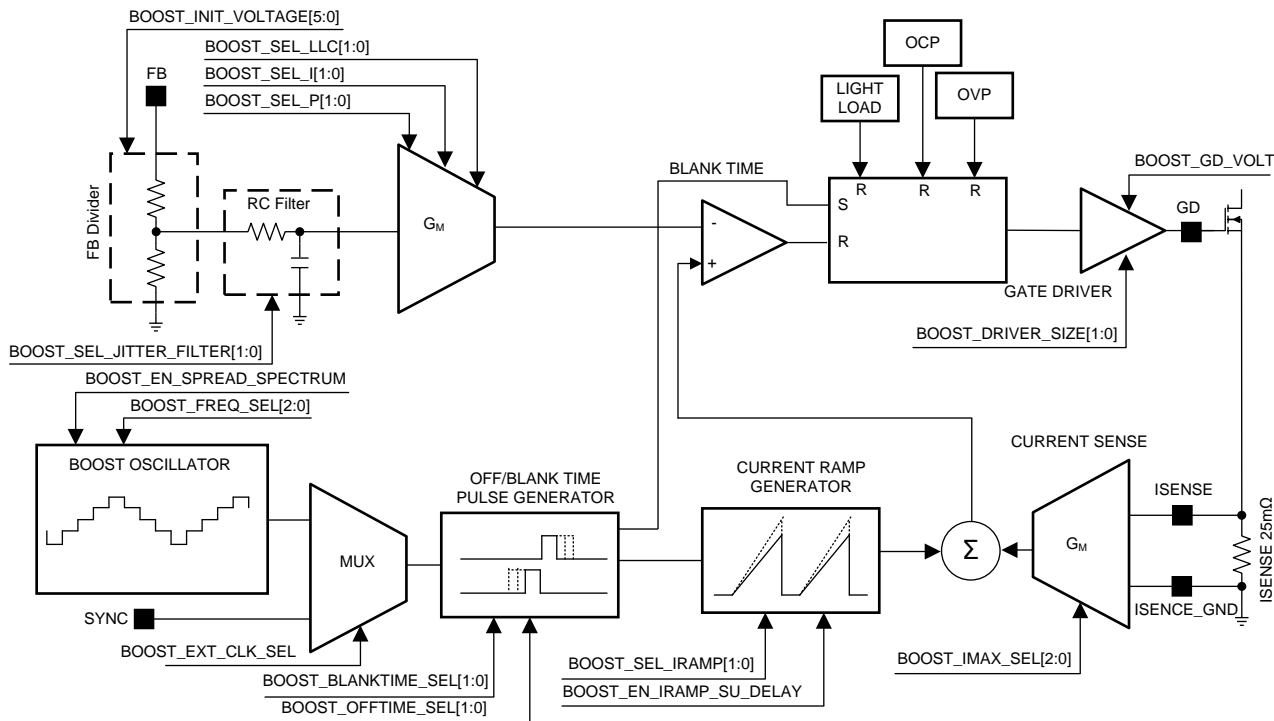 BOOST_INIT_VOLTAGE[5:0]
BOOST_SEL_LLC[1:0]
BOOST_SEL_I[1:0]
BOOST_SEL_P[1:0]
FB
FB Divider
RC Filter
GM
BOOST_SEL_JITTER_FILTER[1:0]
BLANK TIME
OCP
LIGHT
LOAD
OVP
R
R
R
S
R
-
+
BOOST_GD_VOLT
GD
GATE DRIVER
BOOST_DRIVER_SIZE[1:0]
BOOST_EN_SPREAD_SPECTRUM
BOOST_FREQ_SEL[2:0]
BOOST OSCILLATOR
MUX
SYNC
BOOST_EXT_CLK_SEL
OFF/BLANK TIME
PULSE GENERATOR
BOOST_BLANKTIME_SEL[1:0]
BOOST_OFFTIME_SEL[1:0]
CURRENT RAMP
GENERATOR
BOOST_SEL_IRAMP[1:0]
BOOST_EN_IRAMP_SU_DELAY
Σ
CURRENT SENSE
GM
ISENSE
ISENCE_GND
ISENSE 25mΩ
BOOST_IMAX_SEL[2:0]